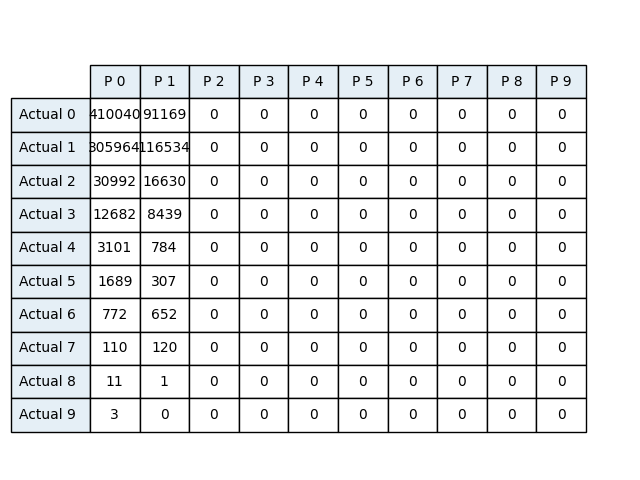 P 0 P 1 P 2 P 3 P 4 P 5 P 6 P 7 P 8 P 9
Actual 0 410040 91169 0 0 0 0 0 0 0 0
Actual 1 305964 116534 0 0 0 0 0 0 0 0
Actual 2 30992 16630 0 0 0 0 0 0 0 0
Actual 3 12682 8439 0 0 0 0 0 0 0 0
Actual 4 3101 784 0 0 0 0 0 0 0 0
Actual 5 1689 307 0 0 0 0 0 0 0 0
Actual 6 772 652 0 0 0 0 0 0 0 0
Actual 7 110 120 0 0 0 0 0 0 0 0
Actual 8 11 1 0 0 0 0 0 0 0 0
Actual 9 3 0 0 0 0 0 0 0 0 0